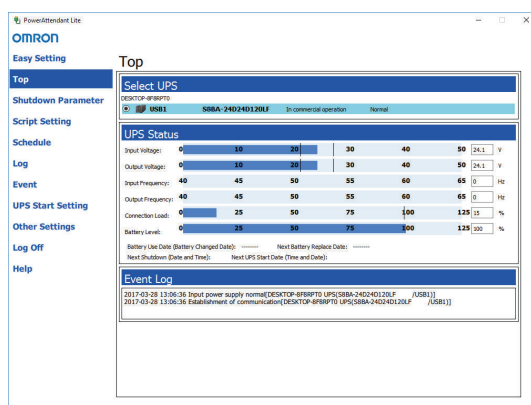 PowerAttendant Lite
OMRON
Easy Setting
Top
Shutdown Parameter
Script Setting
Schedule
Log
Event
UPS Start Setting
Other Settings
Log Off
Help
Top
Select UPS
DESKTOP-8F8RPT0
USB1 S8BA-24D24D120LF In commercial operation Normal
UPS Status
Input Voltage: 0 10 20 30 40 50 24.1 V
Output Voltage: 0 10 20 30 40 50 24.1 V
Input Frequency: 40 45 50 55 60 65 0 Hz
Output Frequency: 40 45 50 55 60 65 0 Hz
Connection Load: 0 25 50 75 100 125 15 %
Battery Level: 0 25 50 75 100 125 100 %
Battery Use Date (Battery Changed Date): -------- Next Battery Replace Date: --------
Next Shutdown (Date and Time): Next UPS Start Date (Time and Date):
Event Log
2017-03-28 13:06:36 Input power supply normal[DESKTOP-8F8RPT0 UPS(S8BA-24D24D120LF /USB1)]
2017-03-28 13:06:36 Establishment of communication[DESKTOP-8F8RPT0 UPS(S8BA-24D24D120LF /USB1)]